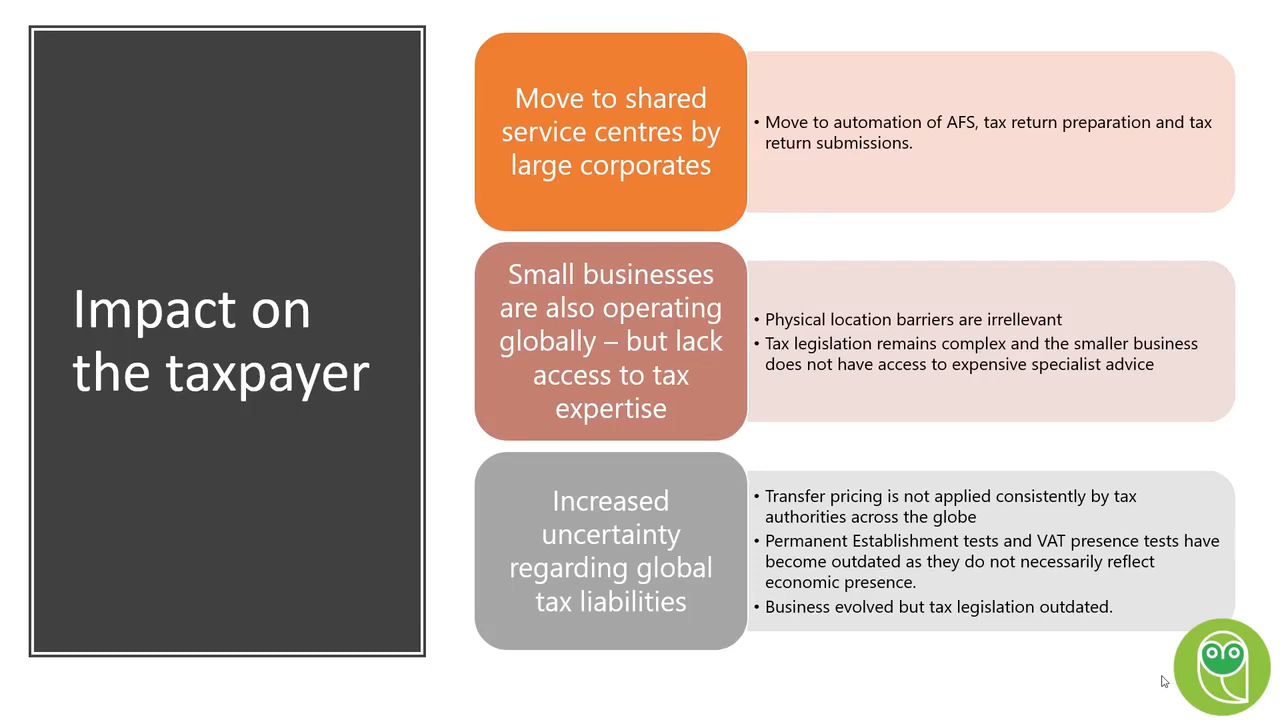 Impact on
the taxpayer
Move to shared
service centres by
large corporates
• Move to automation of AFS, tax return preparation and tax
return submissions.
Small businesses
are also operating
globally – but lack
access to tax
expertise
• Physical location barriers are irrellevant
• Tax legislation remains complex and the smaller business
does not have access to expensive specialist advice
Increased
uncertainty
regarding global
tax liabilities
• Transfer pricing is not applied consistently by tax
authorities across the globe
• Permanent Establishment tests and VAT presence tests have
become outdated as they do not necessarily reflect
economic presence.
• Business evolved but tax legislation outdated.